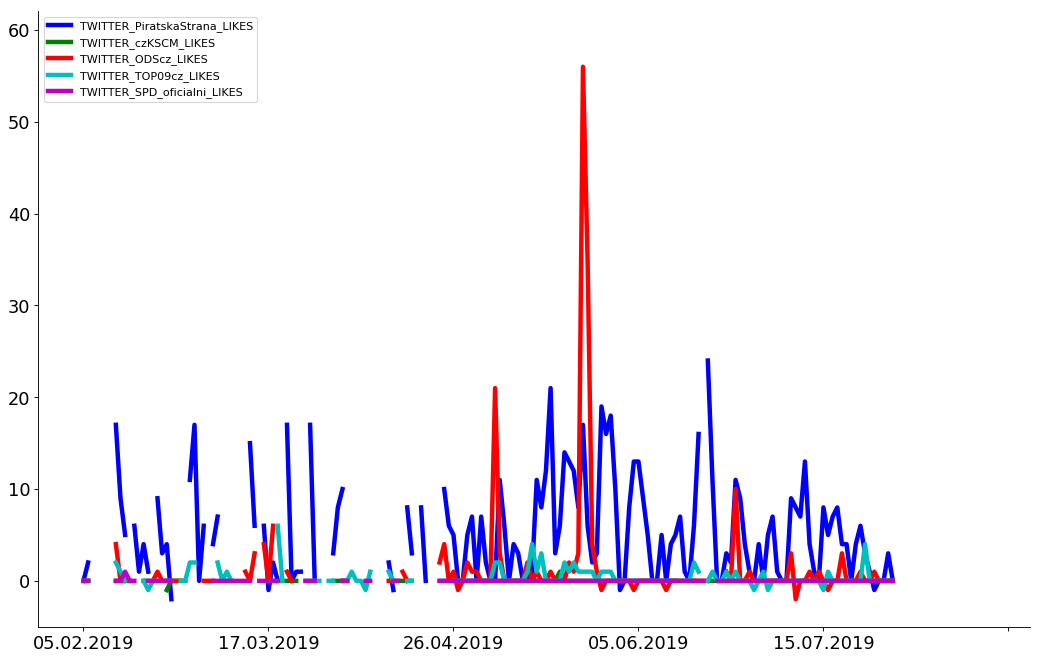 TWITTER_PiratskaStrana_LIKES
TWITTER_czKSCM_LIKES
TWITTER_ODScz_LIKES
TWITTER_TOP09cz_LIKES
TWITTER_SPD_oficialni_LIKES
60
50
40
30
20
10
0
05.02.2019 17.03.2019 26.04.2019 05.06.2019 15.07.2019